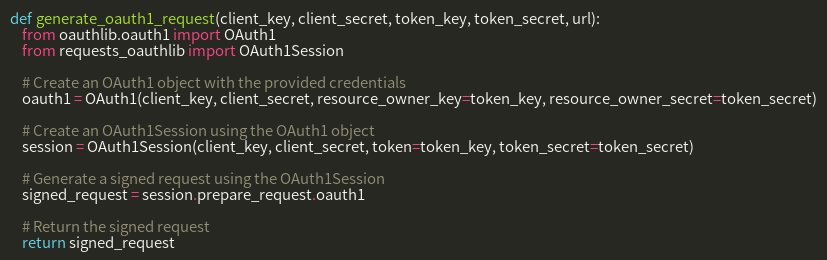 def generate_oauth1_request(client_key, client_secret, token_key, token_secret, url):
from oauthlib.oauth1 import OAuth1
from requests_oauthlib import OAuth1Session
# Create an OAuth1 object with the provided credentials
oauth1 = OAuth1(client_key, client_secret, resource_owner_key=token_key, resource_owner_secret=token_secret)
# Create an OAuth1Session using the OAuth1 object
session = OAuth1Session(client_key, client_secret, token=token_key, token_secret=token_secret)
# Generate a signed request using the OAuth1Session
signed_request = session.prepare_request.oauth1
# Return the signed request
return signed_request